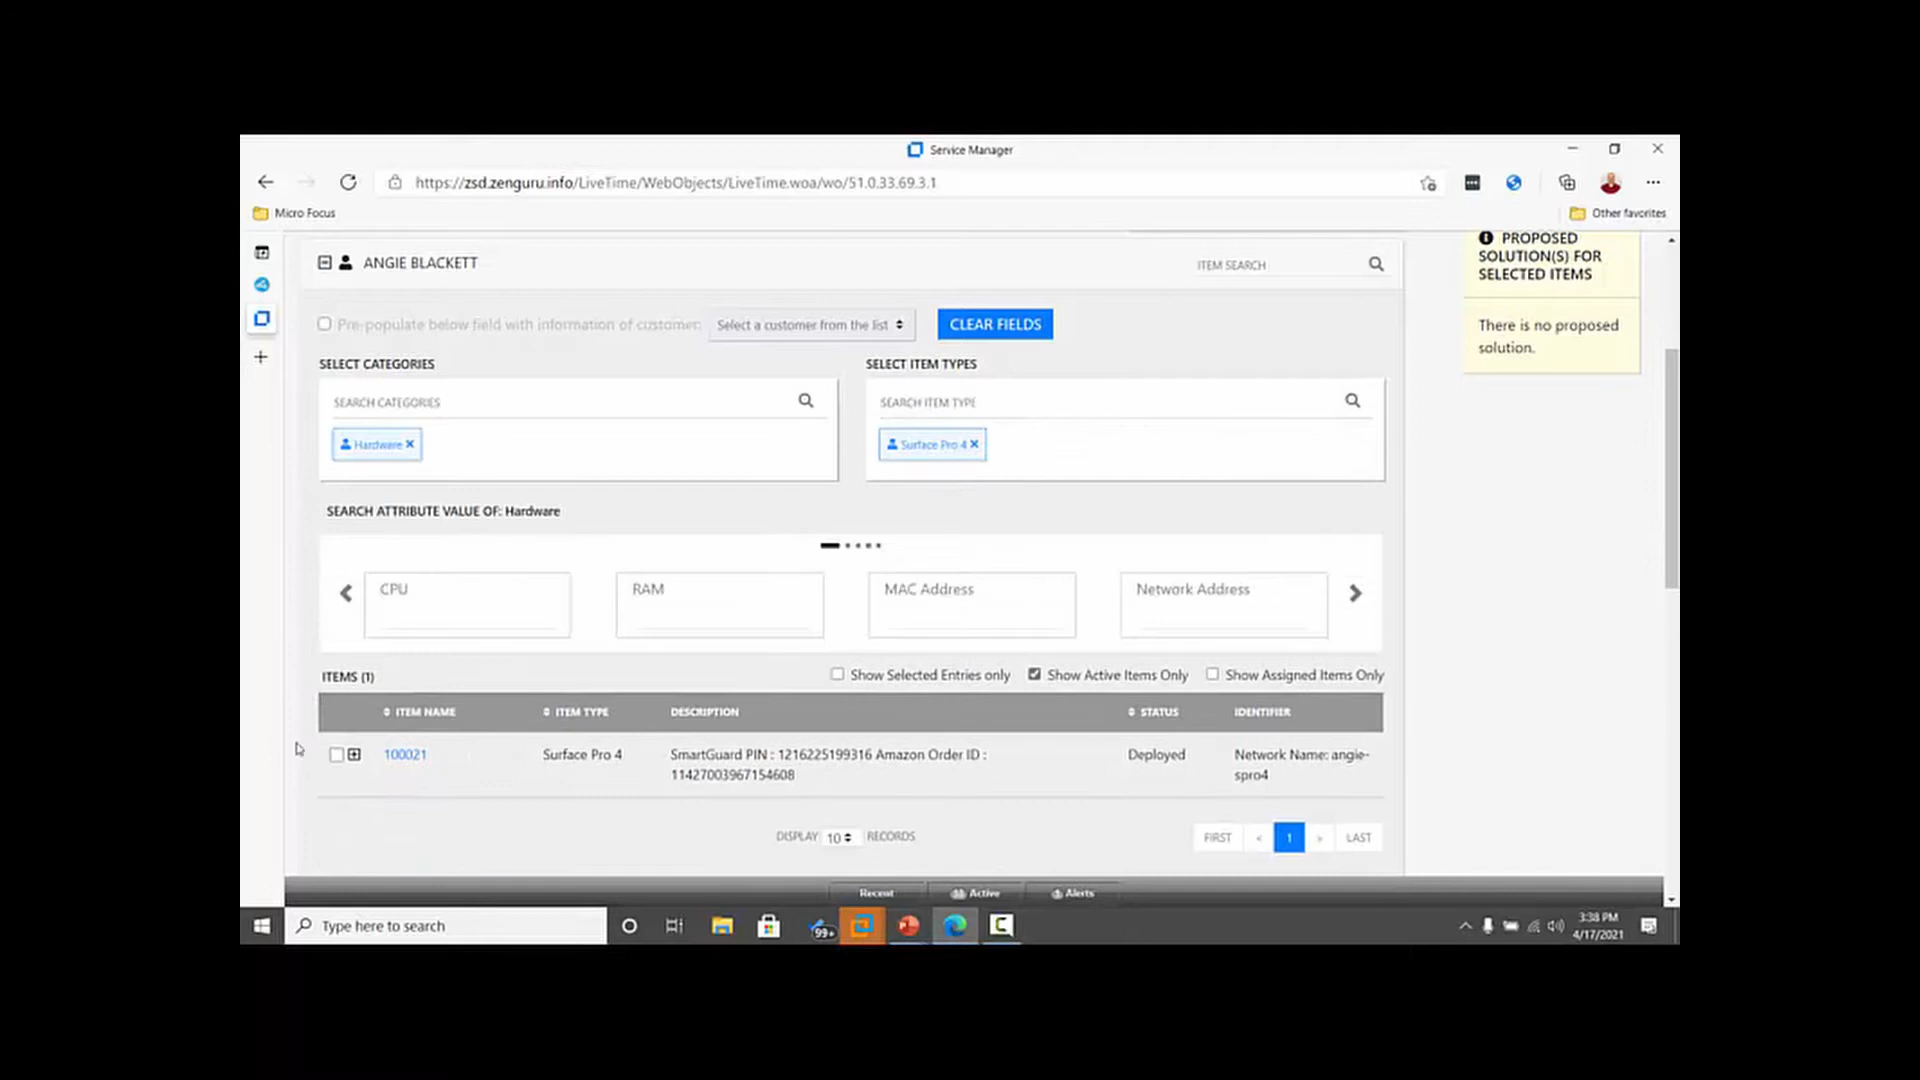 Service Manager
https://zsd.zenguru.info/LiveTime/WebObjects/LiveTime.woa/wo/51.0.33.69.3.1
Micro Focus
Other favorites
ANGIE BLACKETT
ITEM SEARCH
PROPOSED
SOLUTION(S) FOR
SELECTED ITEMS
There is no proposed
solution.
Pre-populate below field with information of customer:
Select a customer from the list
CLEAR FIELDS
SELECT CATEGORIES
SELECT ITEM TYPES
SEARCH CATEGORIES
SEARCH ITEM TYPE
Hardware ×
Surface Pro 4 ×
SEARCH ATTRIBUTE VALUE OF: Hardware
CPU
RAM
MAC Address
Network Address
ITEMS (1)
Show Selected Entries only
Show Active Items Only
Show Assigned Items Only
ITEM NAME
ITEM TYPE
DESCRIPTION
STATUS
IDENTIFIER
100021
Surface Pro 4
SmartGuard PIN : 1216225199316 Amazon Order ID :
11427003967154608
Deployed
Network Name: angie-
spro4
DISPLAY 10 RECORDS
FIRST < 1 > LAST
Recent
Active
Alerts
Type here to search
99+
3:38 PM
4/17/2021